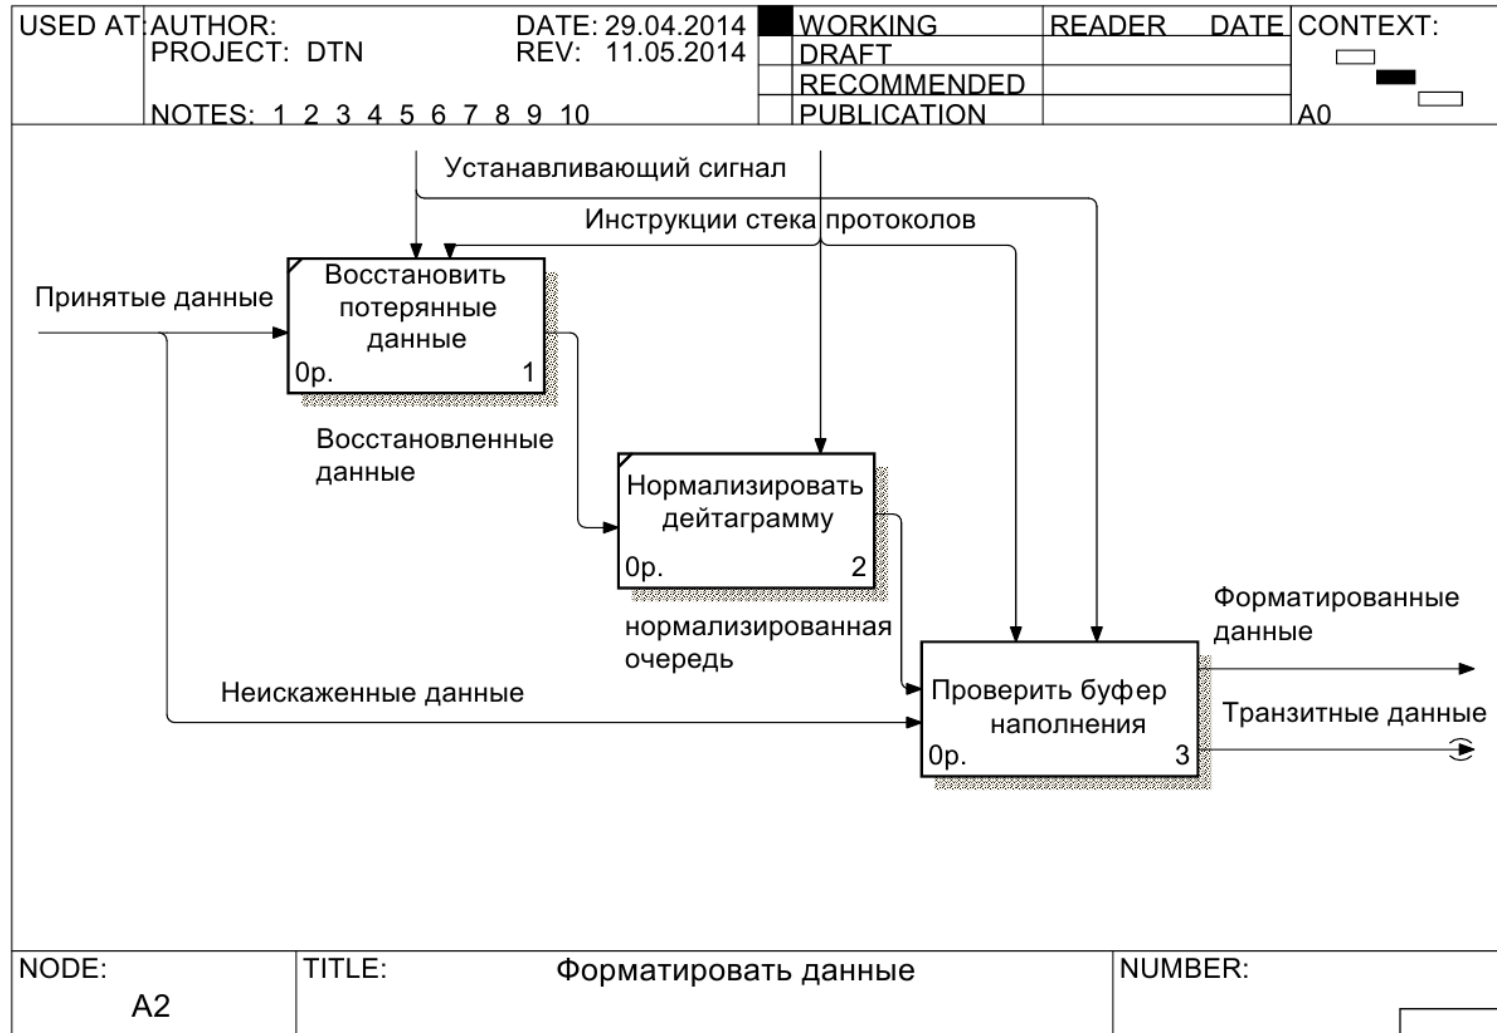 USED AT: AUTHOR: DATE: 29.04.2014 WORKING READER DATE CONTEXT:
PROJECT: DTN REV: 11.05.2014 DRAFT
RECOMMENDED
NOTES: 1 2 3 4 5 6 7 8 9 10 PUBLICATION A0
Устанавливающий сигнал
Инструкции стека протоколов
Принятые данные
Восстановить
потерянные
данные
0р. 1
Восстановленные
данные
Нормализировать
дейтаграмму
0р. 2
нормализированная
очередь
Неискаженные данные
Проверить буфер
наполнения
0р. 3
Форматированные
данные
Транзитные данные
NODE: TITLE: Форматировать данные NUMBER:
A2